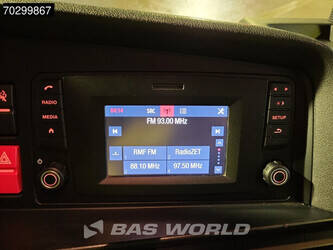 70299867
RADIO
MEDIA
SRC
FM 93.00 MHz
RMF FM
RadioZET
88.10 MHz
97.50 MHz
SETUP
BAS WORLD